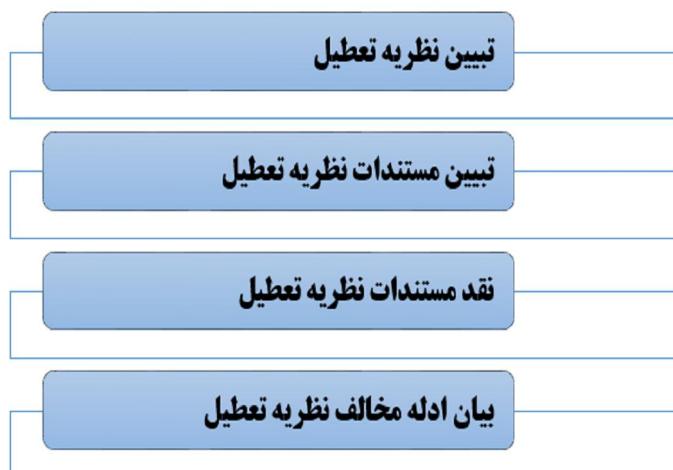 تبیین نظریه تعطیل
تبیین مستندات نظریه تعطیل
نقد مستندات نظریه تعطیل
بیان ادله مخالف نظریه تعطیل